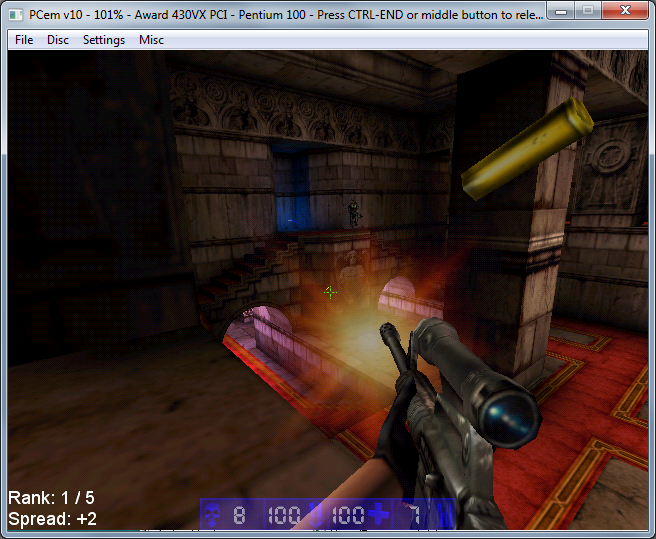 PCem v10 - 101% - Award 430VX PCI - Pentium 100 - Press CTRL-END or middle button to rele...
File Disc Settings Misc
Rank: 1 / 5
Spread: +2
8 100 100 7